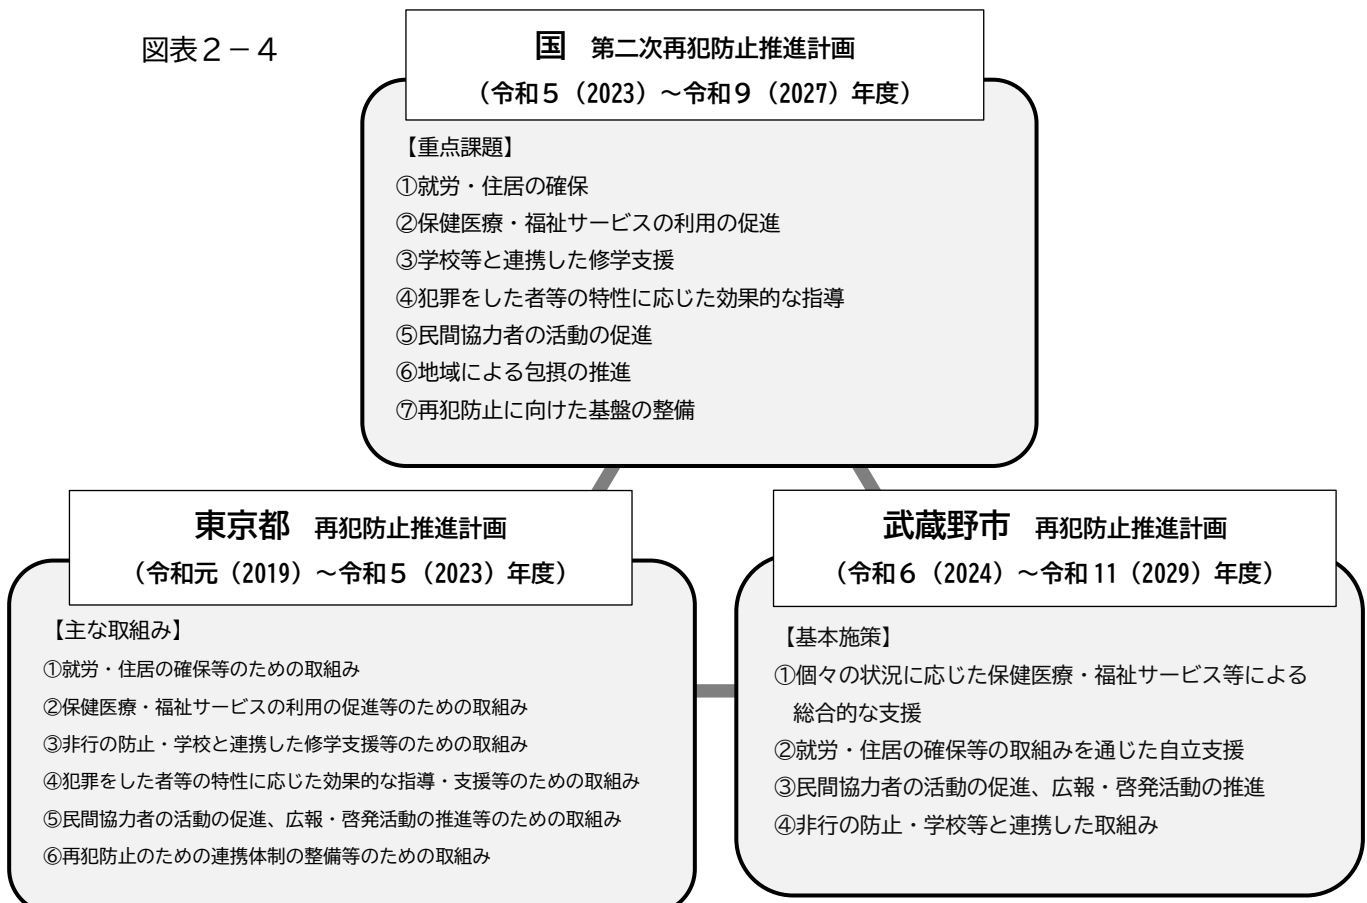 図表2－4
国 第二次再犯防止推進計画
（令和５（2023）～令和９（2027）年度）
【重点課題】
①就労・住居の確保
②保健医療・福祉サービスの利用の促進
③学校等と連携した修学支援
④犯罪をした者等の特性に応じた効果的な指導
⑤民間協力者の活動の促進
⑥地域による包摂の推進
⑦再犯防止に向けた基盤の整備
東京都 再犯防止推進計画
（令和元（2019）～令和５（2023）年度）
【主な取組み】
①就労・住居の確保等のための取組み
②保健医療・福祉サービスの利用の促進等のための取組み
③非行の防止・学校と連携した修学支援等のための取組み
④犯罪をした者等の特性に応じた効果的な指導・支援等のための取組み
⑤民間協力者の活動の促進、広報・啓発活動の推進等のための取組み
⑥再犯防止のための連携体制の整備等のための取組み
武蔵野市 再犯防止推進計画
（令和６（2024）～令和 11（2029）年度）
【基本施策】
①個々の状況に応じた保健医療・福祉サービス等による
総合的な支援
②就労・住居の確保等の取組みを通じた自立支援
③民間協力者の活動の促進、広報・啓発活動の推進
④非行の防止・学校等と連携した取組み